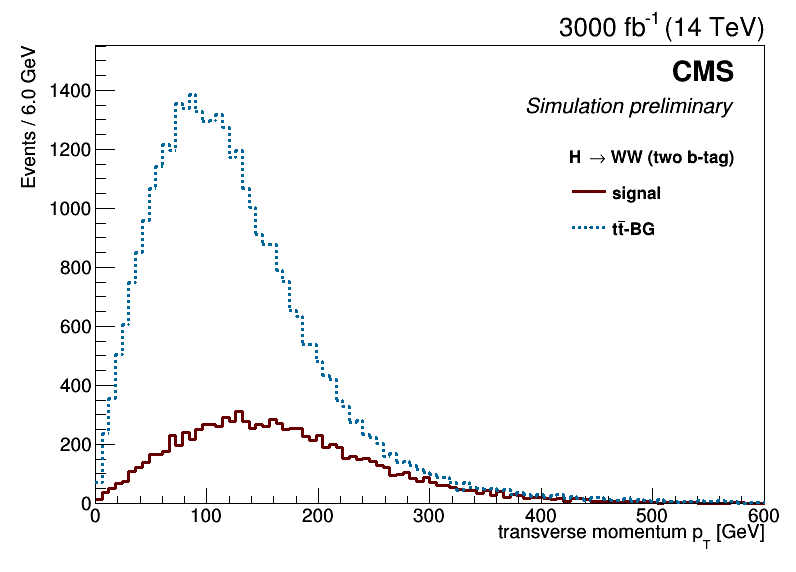 3000 fb-1 (14 TeV)
CMS
Simulation preliminary
H → WW (two b-tag)
signal
tt̄-BG
Events / 6.0 GeV
1400
1200
1000
800
600
400
200
0
0 100 200 300 400 500 600
transverse momentum pT [GeV]